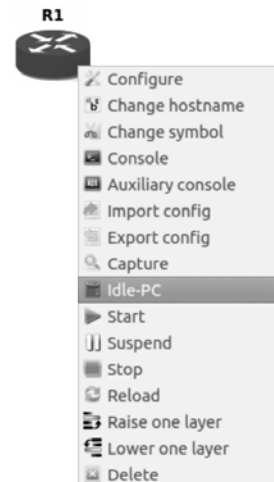 R1
Configure
Change hostname
Change symbol
Console
Auxiliary console
Import config
Export config
Capture
Idle-PC
Start
Suspend
Stop
Reload
Raise one layer
Lower one layer
Delete